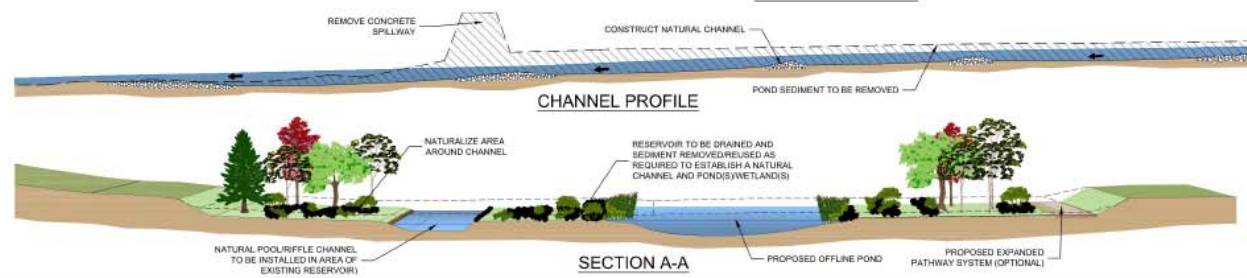 REMOVE CONCRETE
SPILLWAY
CONSTRUCT NATURAL CHANNEL
POND SEDIMENT TO BE REMOVED
CHANNEL PROFILE
NATURALIZE AREA
AROUND CHANNEL
RESERVOIR TO BE DRAINED AND
SEDIMENT REMOVED/REUSED AS
REQUIRED TO ESTABLISH A NATURAL
CHANNEL AND POND(S)/WETLAND(S)
NATURAL POOL/RIFFLE CHANNEL
TO BE INSTALLED IN AREA OF
EXISTING RESERVOIR)
PROPOSED OFFLINE POND
PROPOSED EXPANDED
PATHWAY SYSTEM (OPTIONAL)
SECTION A-A